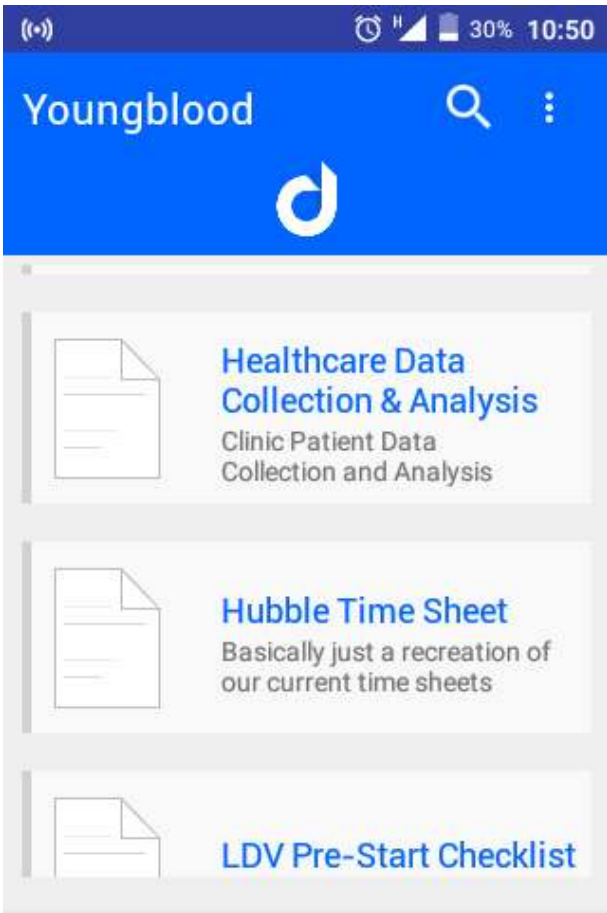 H 30% 10:50
Youngblood
Healthcare Data
Collection & Analysis
Clinic Patient Data
Collection and Analysis
Hubble Time Sheet
Basically just a recreation of
our current time sheets
LDV Pre-Start Checklist